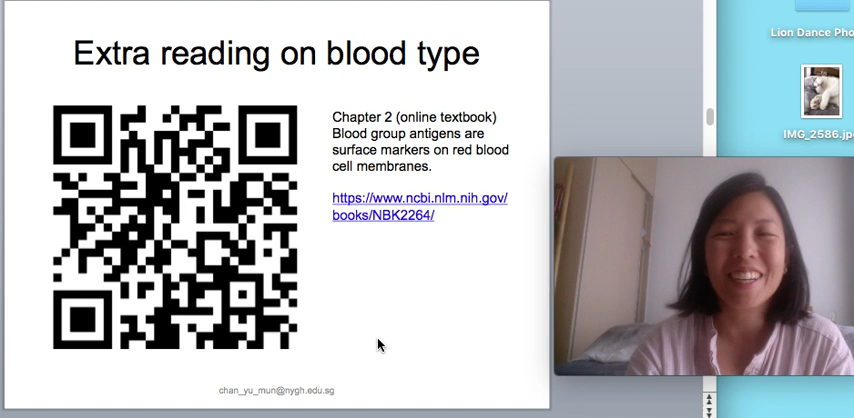 Extra reading on blood type
Chapter 2 (online textbook)
Blood group antigens are
surface markers on red blood
cell membranes.
https://www.ncbi.nlm.nih.gov/
books/NBK2264/
chan_yu_mun@nygh.edu.sg
Lion Dance Pho
IMG_2586.jp